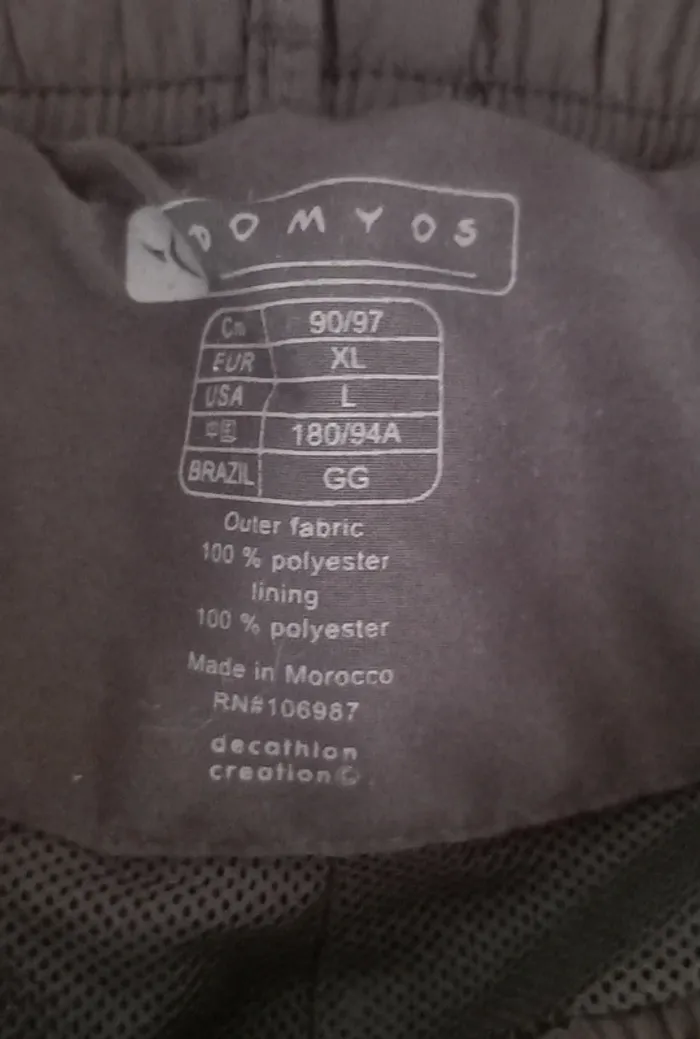 DOMYOS
Cm 90/97
EUR XL
USA L
中国 180/94A
BRAZIL GG
Outer fabric
100 % polyester
lining
100 % polyester
Made in Morocco
RN#106987
decathlon
creation©